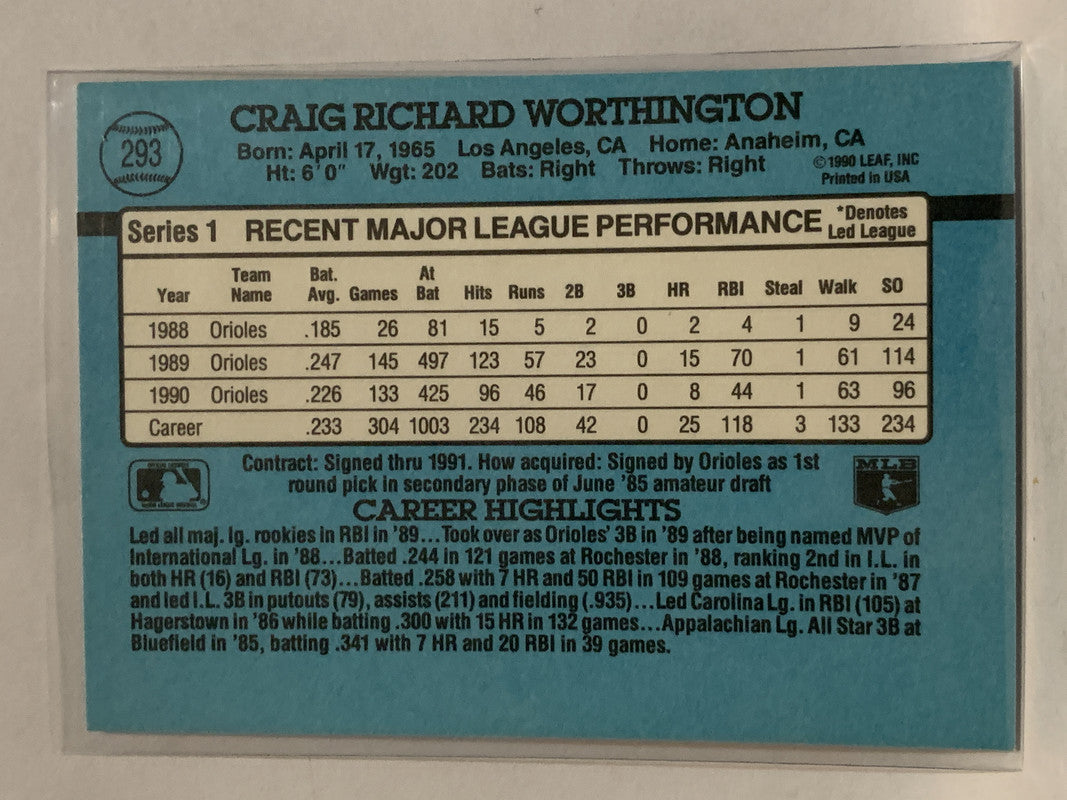 293
CRAIG RICHARD WORTHINGTON
Born: April 17, 1965 Los Angeles, CA Home: Anaheim, CA
Ht: 6'0" Wgt: 202 Bats: Right Throws: Right
©1990 LEAF, INC
Printed in USA
Series 1 RECENT MAJOR LEAGUE PERFORMANCE *Denotes Led League
Year Team Name Bat. Avg. Games At Bat Hits Runs 2B 3B HR RBI Steal Walk SO
1988 Orioles .185 26 81 15 5 2 0 2 4 1 9 24
1989 Orioles .247 145 497 123 57 23 0 15 70 1 61 114
1990 Orioles .226 133 425 96 46 17 0 8 44 1 63 96
Career .233 304 1003 234 108 42 0 25 118 3 133 234
Contract: Signed thru 1991. How acquired: Signed by Orioles as 1st
round pick in secondary phase of June '85 amateur draft
MLB
CAREER HIGHLIGHTS
Led all maj. lg. rookies in RBI in '89...Took over as Orioles' 3B in '89 after being named MVP of
International Lg. in '88...Batted .244 in 121 games at Rochester in '88, ranking 2nd in I.L. in
both HR (16) and RBI (73)...Batted .258 with 7 HR and 50 RBI in 109 games at Rochester in '87
and led I.L. 3B in putouts (79), assists (211) and fielding (.935)...Led Carolina Lg. in RBI (105) at
Hagerstown in '86 while batting .300 with 15 HR in 132 games...Appalachian Lg. All Star 3B at
Bluefield in '85, batting .341 with 7 HR and 20 RBI in 39 games.